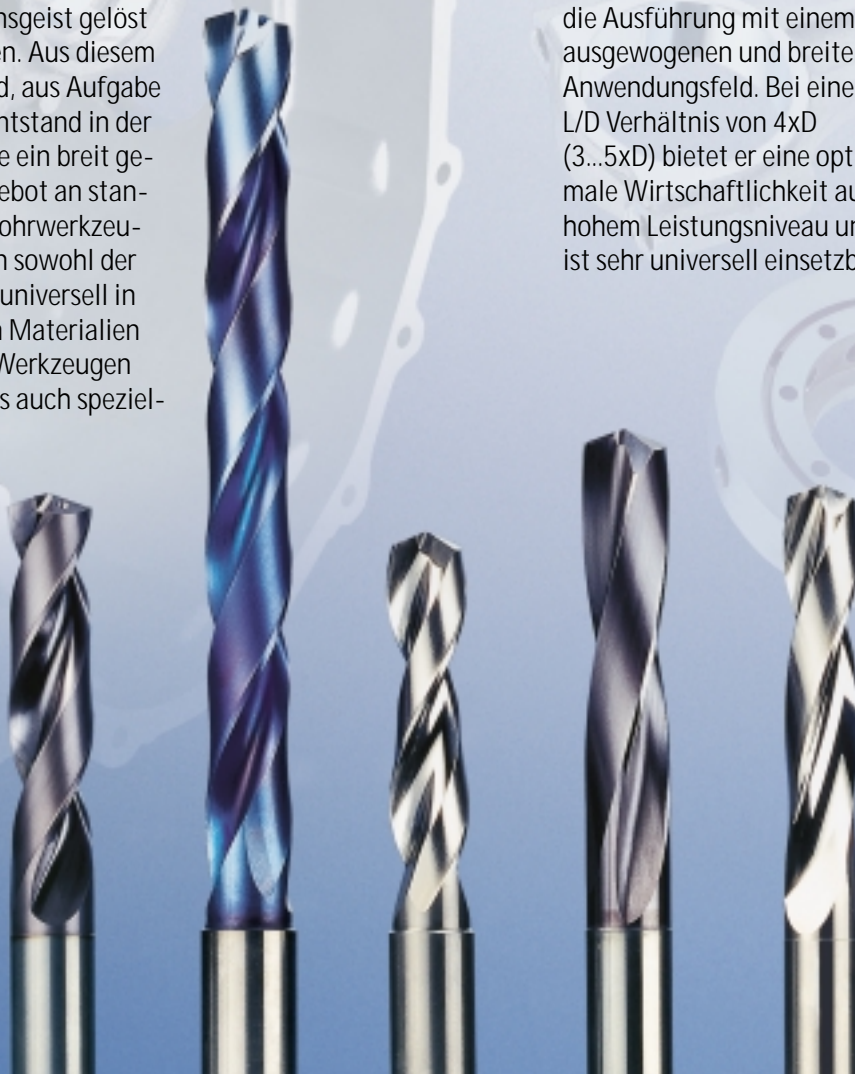 nsgeist gelöst
en. Aus diesem
d, aus Aufgabe
ntstand in der
e ein breit ge-
ebot an stan-
ohrwerkzeu-
n sowohl der
universell in
n Materialien
Werkzeugen
s auch speziel-
die Ausführung mit einem
ausgewogenen und breite
Anwendungsfeld. Bei eine
L/D Verhältnis von 4xD
(3...5xD) bietet er eine opt
male Wirtschaftlichkeit au
hohem Leistungsniveau un
ist sehr universell einsetzb